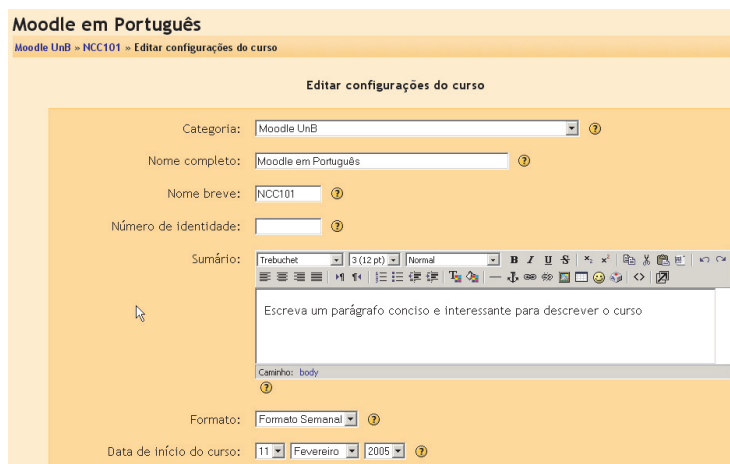 Moodle em Português
Moodle UnB » NCC101 » Editar configurações do curso
Editar configurações do curso
Categoria: Moodle UnB
Nome completo: Moodle em Português
Nome breve: NCC101
Número de identidade:
Sumário: Trebuchet 3 (12 pt) Normal B I U S
Escreva um parágrafo conciso e interessante para descrever o curso
Caminho: body
Formato: Formato Semanal
Data de início do curso: 11 Fevereiro 2005